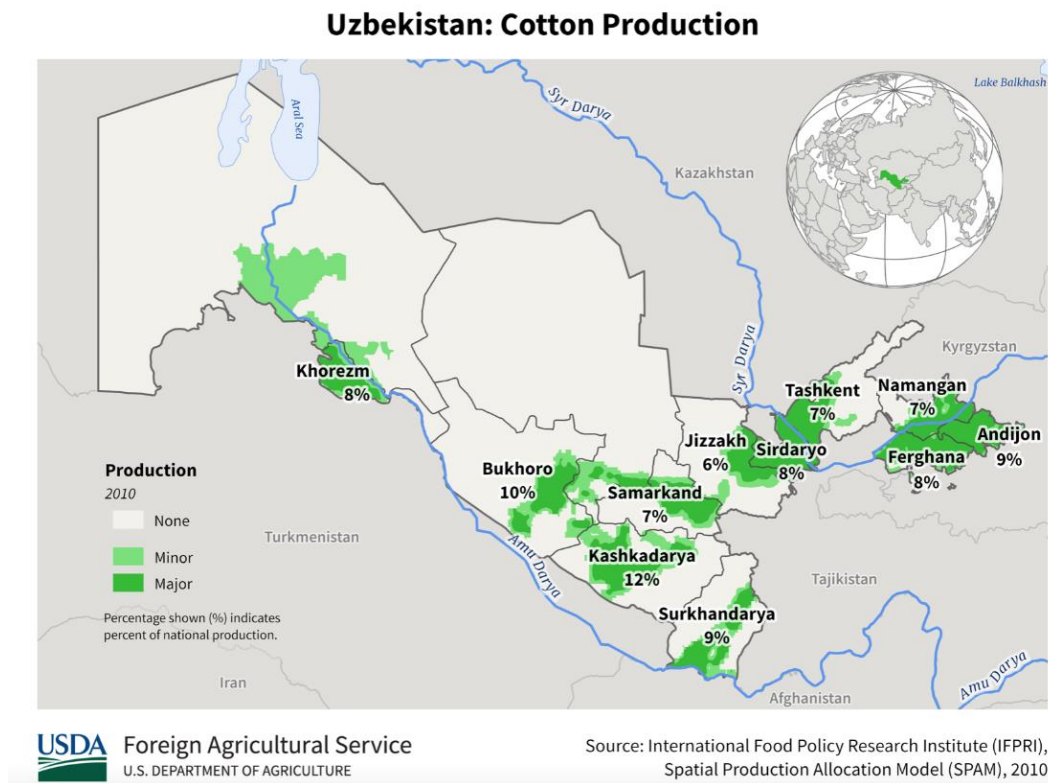 Uzbekistan: Cotton Production
Lake Balkhash
Aral Sea
Syr Darya
Kazakhstan
Syr Darya
Kyrgyzstan
Khorezm
8%
Tashkent
7%
Namangan
7%
Andijon
9%
Jizzakh
6%
Sirdaryo
8%
Ferghana
8%
Bukhoro
10%
Samarkand
7%
Production
2010
None
Minor
Major
Percentage shown (%) indicates
percent of national production.
Turkmenistan
Amu Darya
Kashkadarya
12%
Tajikistan
Surkhandarya
9%
Iran
Afghanistan
Amu Darya
USDA
Foreign Agricultural Service
U.S. DEPARTMENT OF AGRICULTURE
Source: International Food Policy Research Institute (IFPRI),
Spatial Production Allocation Model (SPAM), 2010